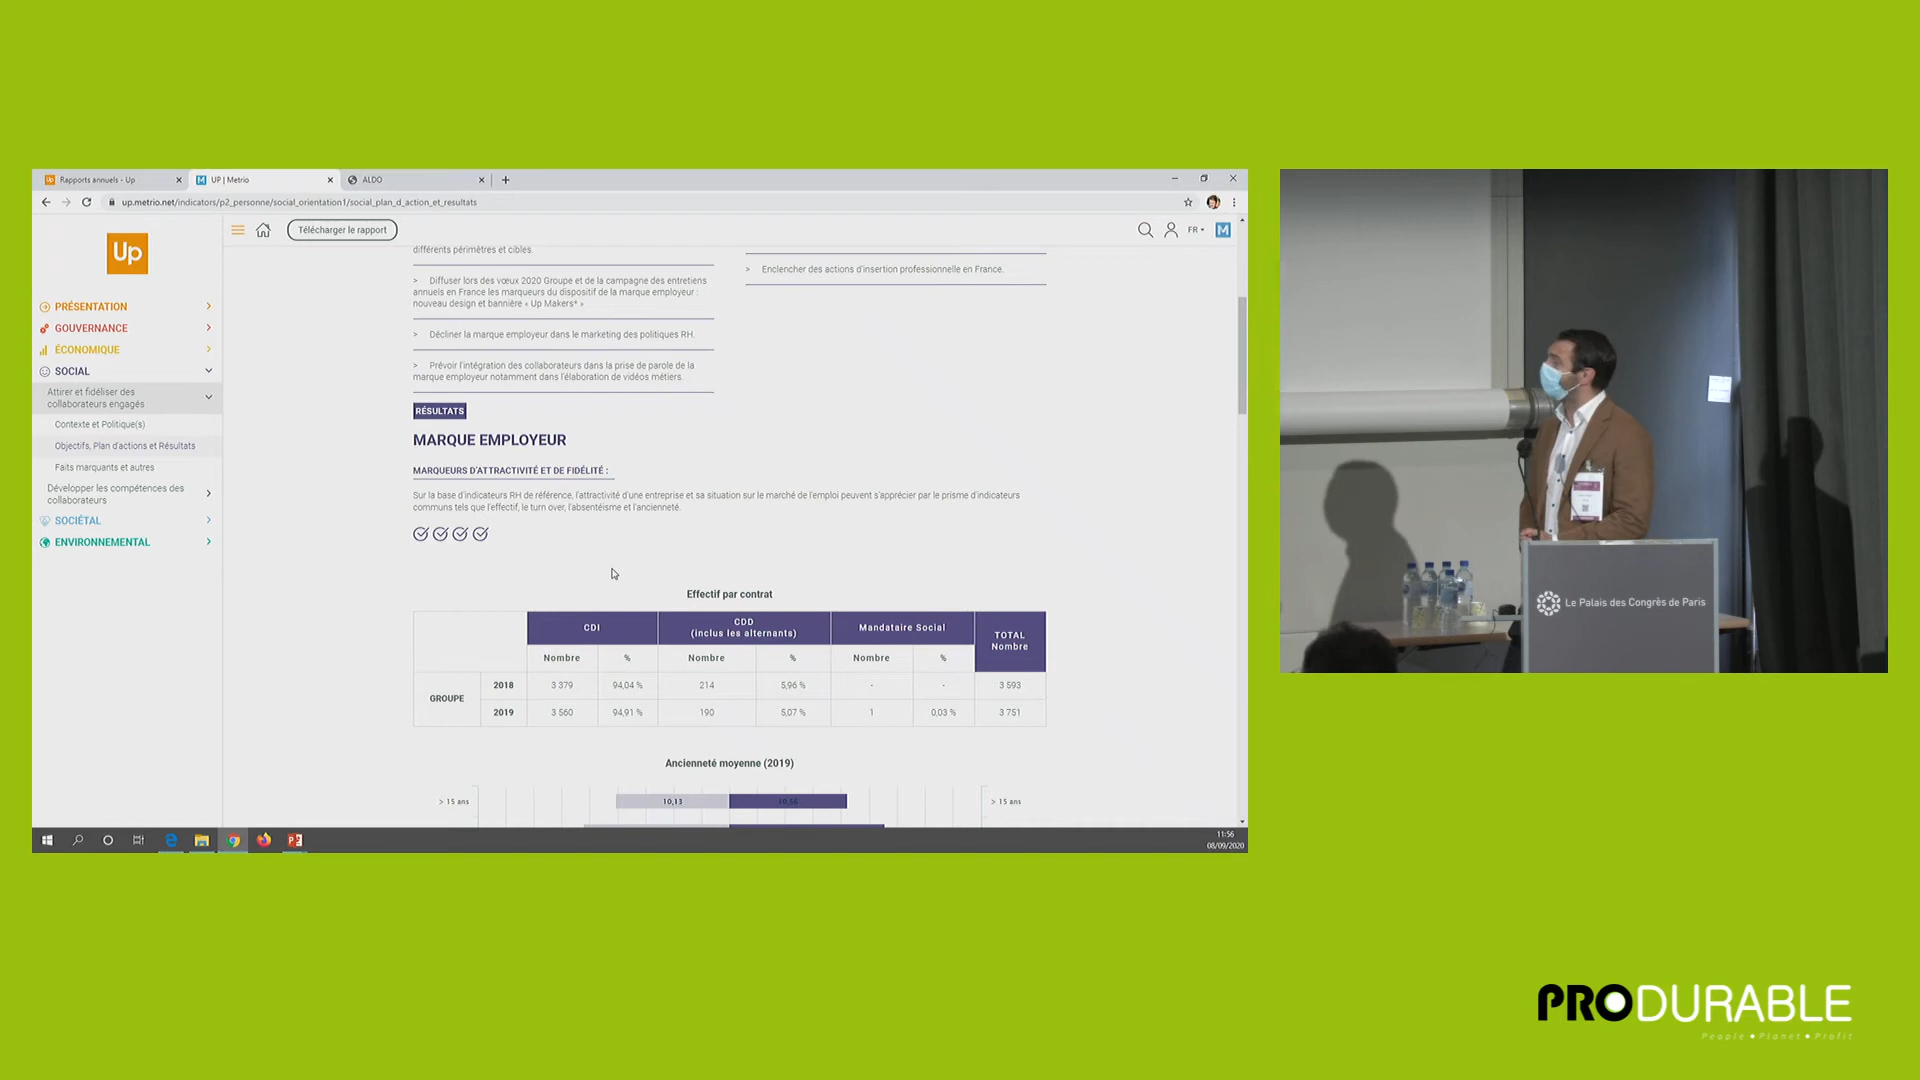 Rapports annuels - Up
UP | Metrio
ALDO
up.metrio.net/indicators/p2_personne/social_orientation1/social_plan_d_action_et_resultats
Up
Télécharger le rapport
FR
M
PRÉSENTATION
GOUVERNANCE
ÉCONOMIQUE
SOCIAL
Attirer et fidéliser des
collaborateurs engagés
Contexte et Politique(s)
Objectifs, Plan d'actions et Résultats
Faits marquants et autres
Développer les compétences des
collaborateurs
SOCIÉTAL
ENVIRONNEMENTAL
différents périmètres et cibles.
> Diffuser lors des vœux 2020 Groupe et de la campagne des entretiens
annuels en France les marqueurs du dispositif de la marque employeur :
nouveau design et bannière « Up Makers* »
> Décliner la marque employeur dans le marketing des politiques RH.
> Prévoir l'intégration des collaborateurs dans la prise de parole de la
marque employeur notamment dans l'élaboration de vidéos métiers.
> Enclencher des actions d'insertion professionnelle en France.
RÉSULTATS
MARQUE EMPLOYEUR
MARQUEURS D'ATTRACTIVITÉ ET DE FIDÉLITÉ :
Sur la base d'indicateurs RH de référence, l'attractivité d'une entreprise et sa situation sur le marché de l'emploi peuvent s'apprécier par le prisme d'indicateurs
communs tels que l'effectif, le turn over, l'absentéisme et l'ancienneté.
Effectif par contrat
CDI
CDD
(inclus les alternants)
Mandataire Social
TOTAL
Nombre
Nombre % Nombre % Nombre %
GROUPE
2018 3 379 94,04 % 214 5,96 % - - 3 593
2019 3 560 94,91 % 190 5,07 % 1 0,03 % 3 751
Ancienneté moyenne (2019)
> 15 ans 10,13 10,56 > 15 ans
11:56
08/09/2020
Le Palais des Congrès de Paris
PRODURABLE
People • Planet • Profit